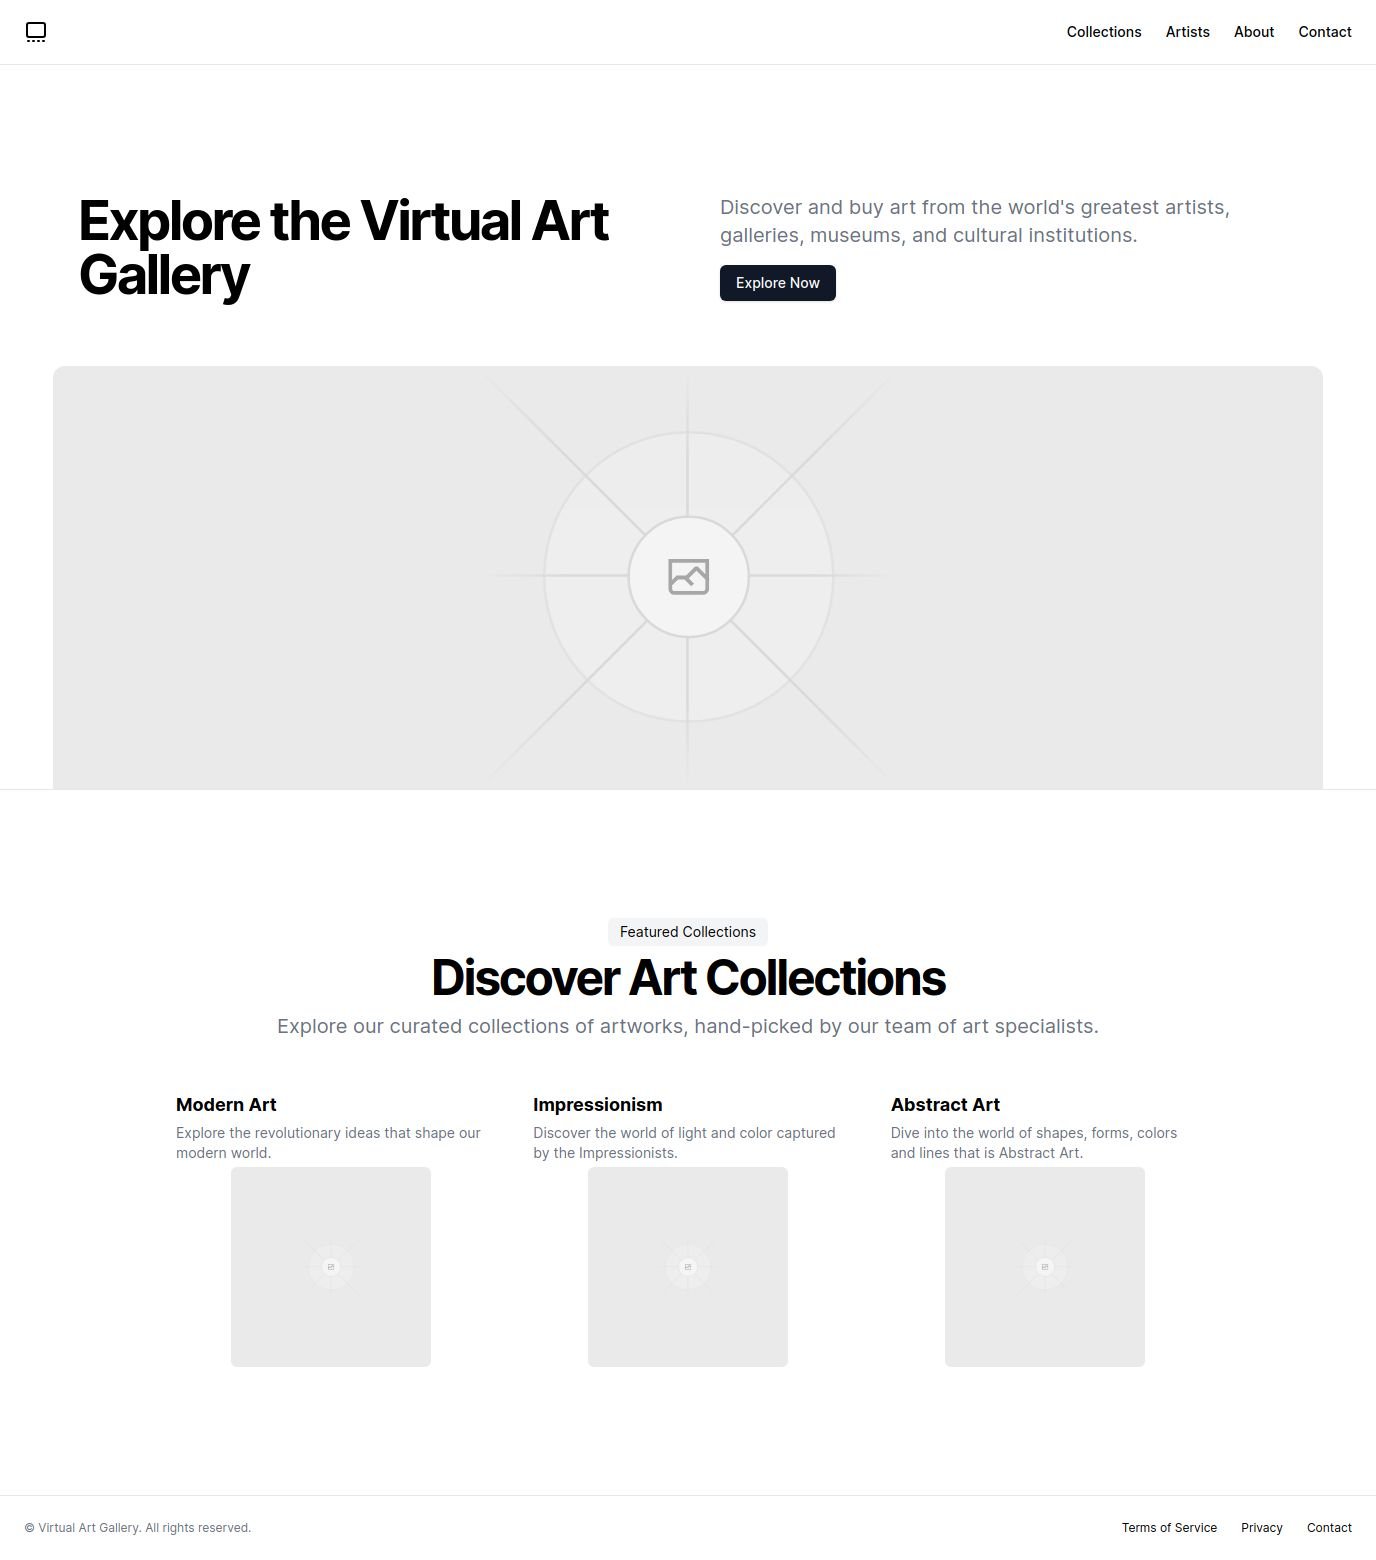 Collections Artists About Contact
Explore the Virtual Art
Gallery
Discover and buy art from the world's greatest artists,
galleries, museums, and cultural institutions.
Explore Now
Featured Collections
Discover Art Collections
Explore our curated collections of artworks, hand-picked by our team of art specialists.
Modern Art
Explore the revolutionary ideas that shape our
modern world.
Impressionism
Discover the world of light and color captured
by the Impressionists.
Abstract Art
Dive into the world of shapes, forms, colors
and lines that is Abstract Art.
© Virtual Art Gallery. All rights reserved.
Terms of Service Privacy Contact